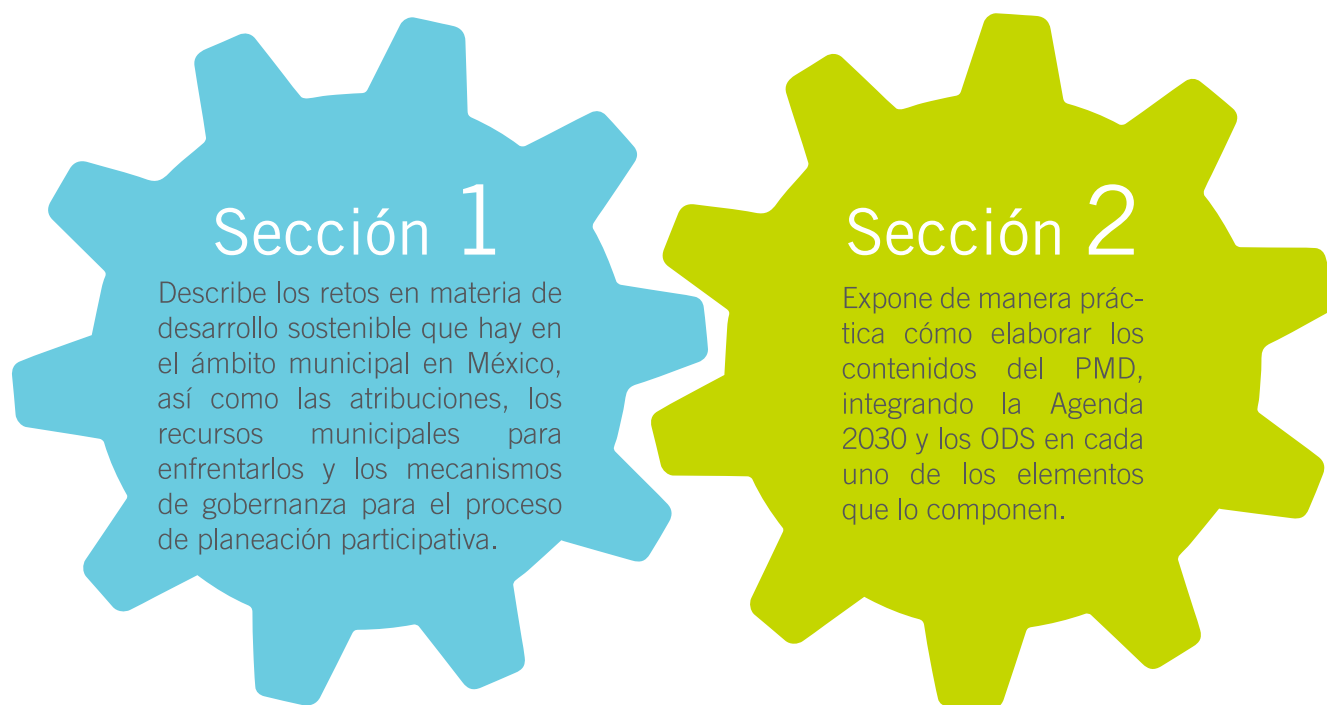 Sección 1
Describe los retos en materia de
desarrollo sostenible que hay en
el ámbito municipal en México,
así como las atribuciones, los
recursos municipales para
enfrentarlos y los mecanismos
de gobernanza para el proceso
de planeación participativa.
Sección 2
Expone de manera prác-
tica cómo elaborar los
contenidos del PMD,
integrando la Agenda
2030 y los ODS en cada
uno de los elementos
que lo componen.